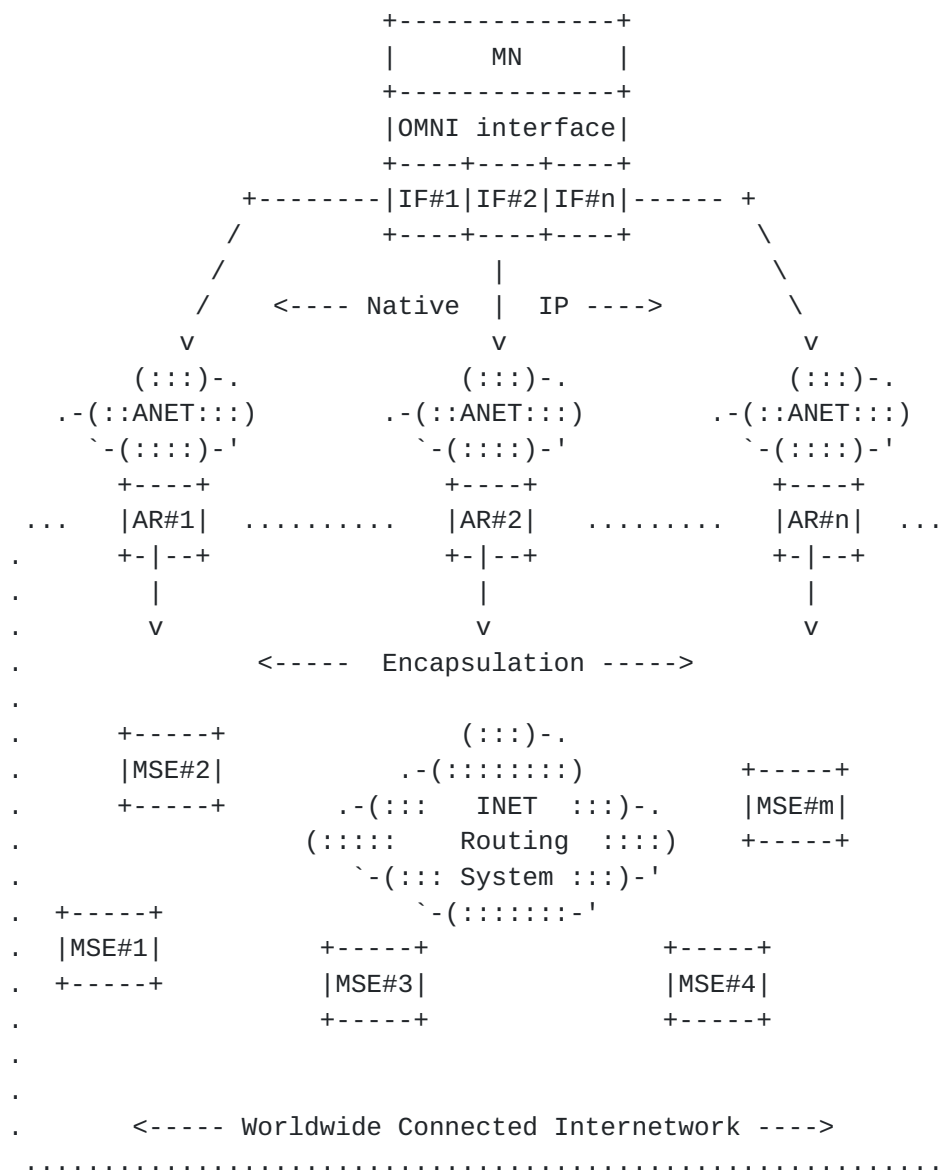 +--------------+
|      MN      |
+--------------+
|OMNI interface|
+----+----+----+
+--------|IF#1|IF#2|IF#n|------ +
/         +----+----+----+        \
/                 |                 \
/    <---- Native  |  IP ---->        \
v                   v                   v
(:::)-.              (:::)-.              (:::)-.
.-(::ANET:::)        .-(::ANET:::)        .-(::ANET:::)
`-(::::)-'           `-(::::)-'           `-(::::)-'
+----+               +----+               +----+
...   |AR#1|  ..........   |AR#2|   .........   |AR#n|  ...
.      +-|--+               +-|--+               +-|--+
.        |                    |                    |
.        v                    v                    v
.               <-----  Encapsulation ----->
.
.      +-----+               (:::)-.
.      |MSE#2|           .-(::::::::)          +-----+
.      +-----+       .-(:::   INET  :::)-.     |MSE#m|
.                  (:::::    Routing  ::::)    +-----+
.                     `-(::: System :::)-'
.  +-----+                `-(:::::::-'
.  |MSE#1|          +-----+               +-----+
.  +-----+          |MSE#3|               |MSE#4|
.                   +-----+               +-----+
.
.
.       <----- Worldwide Connected Internetwork ---->
...........................................................